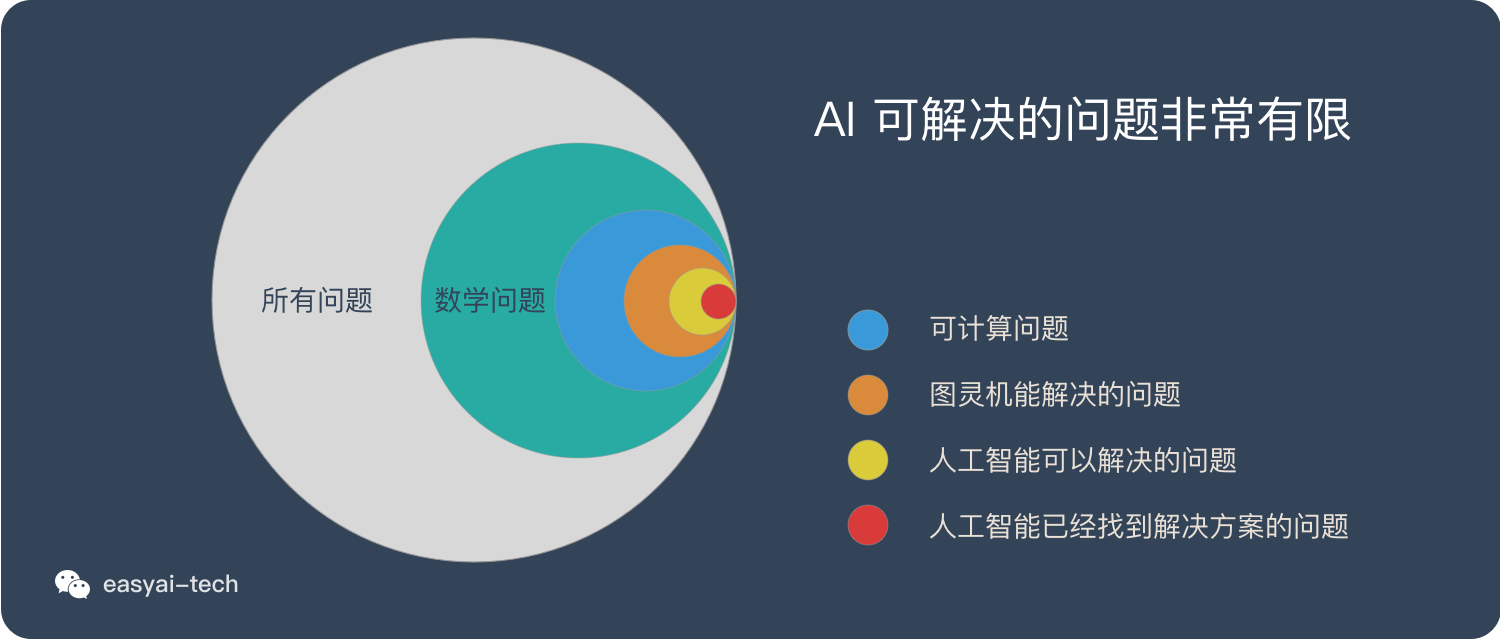 AI 可解决的问题非常有限
所有问题
数学问题
可计算问题
图灵机能解决的问题
人工智能可以解决的问题
人工智能已经找到解决方案的问题
easyai-tech